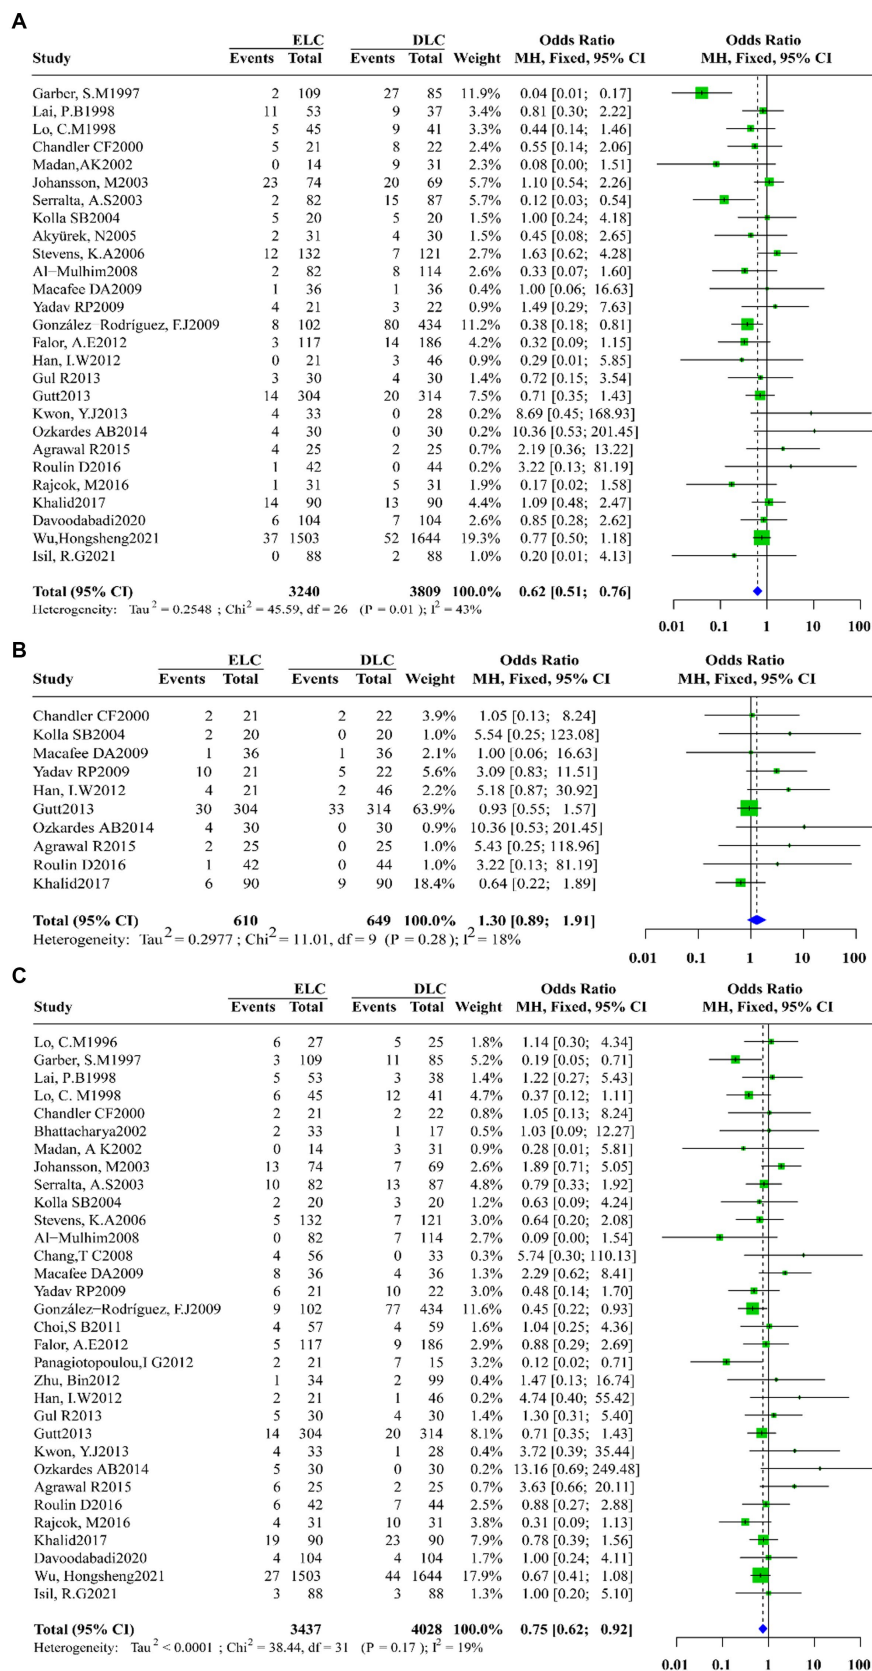 A
ELC DLC Odds Ratio Odds Ratio
Study Events Total Events Total Weight MH, Fixed, 95% CI MH, Fixed, 95% CI
Garber, S.M1997 2 109 27 85 11.9% 0.04 [0.01; 0.17]
Lai, P.B1998 11 53 9 37 3.4% 0.81 [0.30; 2.22]
Lo, C.M1998 5 45 9 41 3.3% 0.44 [0.14; 1.46]
Chandler CF2000 5 21 8 22 2.4% 0.55 [0.14; 2.06]
Madan,AK2002 0 14 9 31 2.3% 0.08 [0.00; 1.51]
Johansson, M2003 23 74 20 69 5.7% 1.10 [0.54; 2.26]
Serralta, A.S2003 2 82 15 87 5.7% 0.12 [0.03; 0.54]
Kolla SB2004 5 20 5 20 1.5% 1.00 [0.24; 4.18]
Akyürek, N2005 2 31 4 30 1.5% 0.45 [0.08; 2.65]
Stevens, K.A2006 12 132 7 121 2.7% 1.63 [0.62; 4.28]
Al−Mulhim2008 2 82 8 114 2.6% 0.33 [0.07; 1.60]
Macafee DA2009 1 36 1 36 0.4% 1.00 [0.06; 16.63]
Yadav RP2009 4 21 3 22 0.9% 1.49 [0.29; 7.63]
González−Rodríguez, F.J2009 8 102 80 434 11.2% 0.38 [0.18; 0.81]
Falor, A.E2012 3 117 14 186 4.2% 0.32 [0.09; 1.15]
Han, I.W2012 0 21 3 46 0.9% 0.29 [0.01; 5.85]
Gul R2013 3 30 4 30 1.4% 0.72 [0.15; 3.54]
Gutt2013 14 304 20 314 7.5% 0.71 [0.35; 1.43]
Kwon, Y.J2013 4 33 0 28 0.2% 8.69 [0.45; 168.93]
Ozkardes AB2014 4 30 0 30 0.2% 10.36 [0.53; 201.45]
Agrawal R2015 4 25 2 25 0.7% 2.19 [0.36; 13.22]
Roulin D2016 1 42 0 44 0.2% 3.22 [0.13; 81.19]
Rajcok, M2016 1 31 5 31 1.9% 0.17 [0.02; 1.58]
Khalid2017 14 90 13 90 4.4% 1.09 [0.48; 2.47]
Davoodabadi2020 6 104 7 104 2.6% 0.85 [0.28; 2.62]
Wu,Hongsheng2021 37 1503 52 1644 19.3% 0.77 [0.50; 1.18]
Isil, R.G2021 0 88 2 88 1.0% 0.20 [0.01; 4.13]
Total (95% CI) 3240 3809 100.0% 0.62 [0.51; 0.76]
Heterogeneity: Tau² = 0.2548 ; Chi² = 45.59, df = 26 (P = 0.01 ); I² = 43%
0.01 0.1 1 10 100
B
ELC DLC Odds Ratio Odds Ratio
Study Events Total Events Total Weight MH, Fixed, 95% CI MH, Fixed, 95% CI
Chandler CF2000 2 21 2 22 3.9% 1.05 [0.13; 8.24]
Kolla SB2004 2 20 0 20 1.0% 5.54 [0.25; 123.08]
Macafee DA2009 1 36 1 36 2.1% 1.00 [0.06; 16.63]
Yadav RP2009 10 21 5 22 5.6% 3.09 [0.83; 11.51]
Han, I.W2012 4 21 2 46 2.2% 5.18 [0.87; 30.92]
Gutt2013 30 304 33 314 63.9% 0.93 [0.55; 1.57]
Ozkardes AB2014 4 30 0 30 0.9% 10.36 [0.53; 201.45]
Agrawal R2015 2 25 0 25 1.0% 5.43 [0.25; 118.96]
Roulin D2016 1 42 0 44 1.0% 3.22 [0.13; 81.19]
Khalid2017 6 90 9 90 18.4% 0.64 [0.22; 1.89]
Total (95% CI) 610 649 100.0% 1.30 [0.89; 1.91]
Heterogeneity: Tau² = 0.2977 ; Chi² = 11.01, df = 9 (P = 0.28 ); I² = 18%
0.01 0.1 1 10 100
C
ELC DLC Odds Ratio Odds Ratio
Study Events Total Events Total Weight MH, Fixed, 95% CI MH, Fixed, 95% CI
Lo, C.M1996 6 27 5 25 1.8% 1.14 [0.30; 4.34]
Garber, S.M1997 3 109 11 85 5.2% 0.19 [0.05; 0.71]
Lai, P.B1998 5 53 3 38 1.4% 1.22 [0.27; 5.43]
Lo, C. M1998 6 45 12 41 4.7% 0.37 [0.12; 1.11]
Chandler CF2000 2 21 2 22 0.8% 1.05 [0.13; 8.24]
Bhattacharya2002 2 33 1 17 0.5% 1.03 [0.09; 12.27]
Madan, A K2002 0 14 3 31 1.0% 0.28 [0.01; 5.81]
Johansson, M2003 13 74 7 69 2.6% 1.89 [0.71; 5.05]
Serralta, A.S2003 10 82 13 87 4.8% 0.79 [0.33; 1.92]
Kolla SB2004 2 20 3 20 1.2% 0.63 [0.09; 4.24]
Stevens, K.A2006 5 132 7 121 3.0% 0.64 [0.20; 2.08]
Al−Mulhim2008 0 82 7 114 2.7% 0.09 [0.00; 1.54]
Chang,T C2008 4 56 0 33 0.3% 5.74 [0.30; 110.13]
Macafee DA2009 8 36 4 36 1.3% 2.29 [0.62; 8.41]
Yadav RP2009 6 21 10 22 3.0% 0.48 [0.14; 1.70]
González−Rodríguez, F.J2009 9 102 77 434 11.6% 0.45 [0.22; 0.93]
Choi,S B2011 4 57 4 59 1.6% 1.04 [0.25; 4.36]
Falor, A.E2012 5 117 9 186 2.9% 0.88 [0.29; 2.69]
Panagiotopoulou,I G2012 2 21 7 15 3.2% 0.12 [0.02; 0.71]
Zhu, Bin2012 1 34 2 99 0.4% 1.47 [0.13; 16.74]
Han, I.W2012 2 21 1 46 0.2% 4.74 [0.40; 55.42]
Gul R2013 5 30 4 30 1.4% 1.30 [0.31; 5.40]
Gutt2013 14 304 20 314 8.1% 0.71 [0.35; 1.43]
Kwon, Y.J2013 4 33 1 28 0.4% 3.72 [0.39; 35.44]
Ozkardes AB2014 5 30 0 30 0.2% 13.16 [0.69; 249.48]
Agrawal R2015 6 25 2 25 0.7% 3.63 [0.66; 20.11]
Roulin D2016 6 42 7 44 2.5% 0.88 [0.27; 2.88]
Rajcok, M2016 4 31 10 31 3.7% 0.31 [0.09; 1.13]
Khalid2017 19 90 23 90 7.9% 0.78 [0.39; 1.56]
Davoodabadi2020 4 104 4 104 1.7% 1.00 [0.24; 4.11]
Wu, Hongsheng2021 27 1503 44 1644 17.9% 0.67 [0.41; 1.08]
Isil, R.G2021 3 88 3 88 1.3% 1.00 [0.20; 5.10]
Total (95% CI) 3437 4028 100.0% 0.75 [0.62; 0.92]
Heterogeneity: Tau² < 0.0001 ; Chi² = 38.44, df = 31 (P = 0.17 ); I² = 19%
0.01 0.1 1 10 100